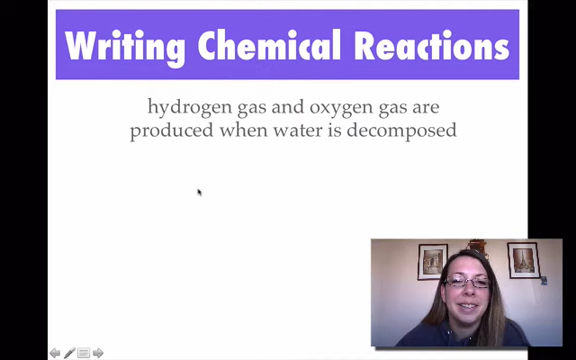 Writing Chemical Reactions
hydrogen gas and oxygen gas are
produced when water is decomposed